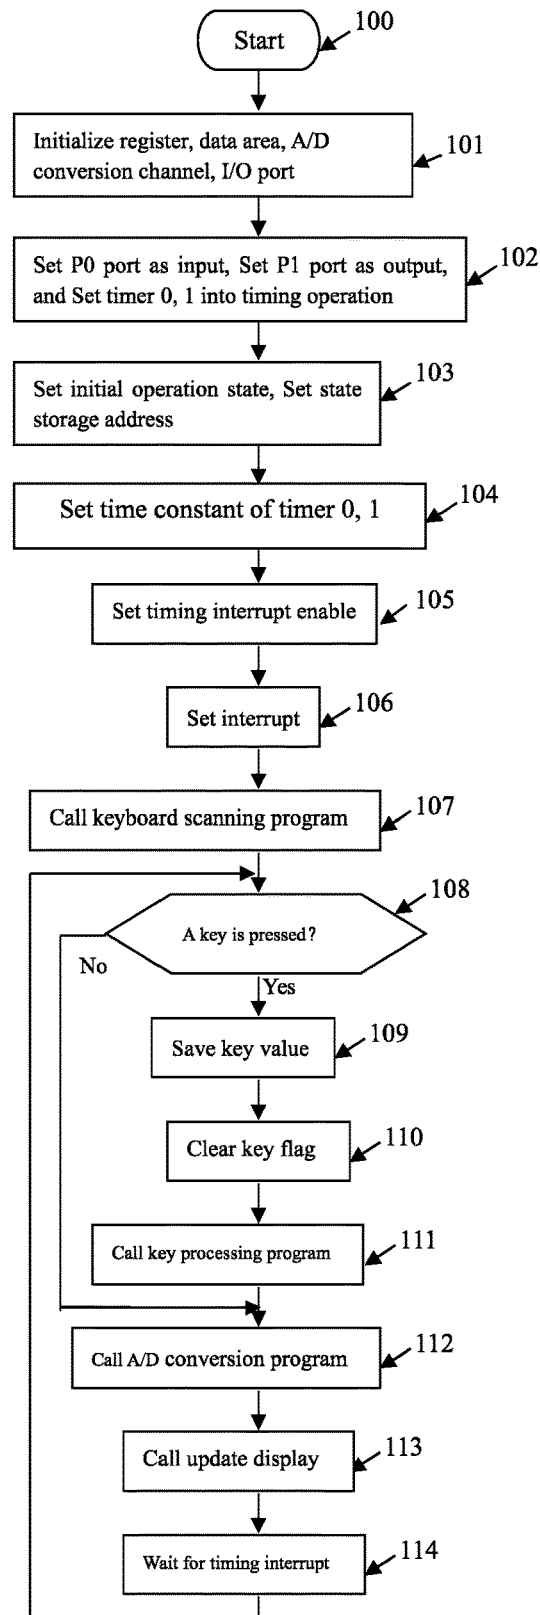 Start
100
Initialize register, data area, A/D
conversion channel, I/O port
101
Set P0 port as input, Set P1 port as output,
and Set timer 0, 1 into timing operation
102
Set initial operation state, Set state
storage address
103
Set time constant of timer 0, 1
104
Set timing interrupt enable
105
Set interrupt
106
Call keyboard scanning program
107
A key is pressed?
108
No
Yes
Save key value
109
Clear key flag
110
Call key processing program
111
Call A/D conversion program
112
Call update display
113
Wait for timing interrupt
114